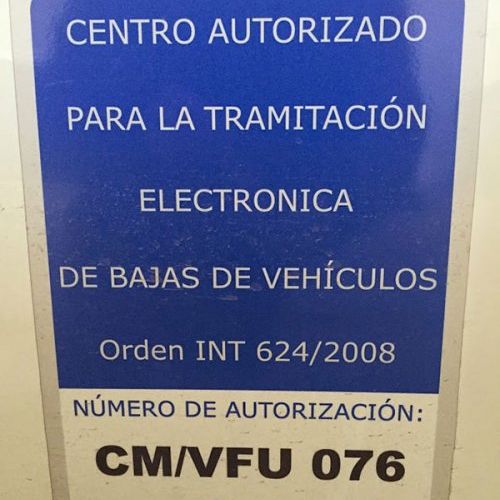 CENTRO AUTORIZADO
PARA LA TRAMITACIÓN
ELECTRONICA
DE BAJAS DE VEHÍCULOS
Orden INT 624/2008
NÚMERO DE AUTORIZACIÓN:
CM/VFU 076